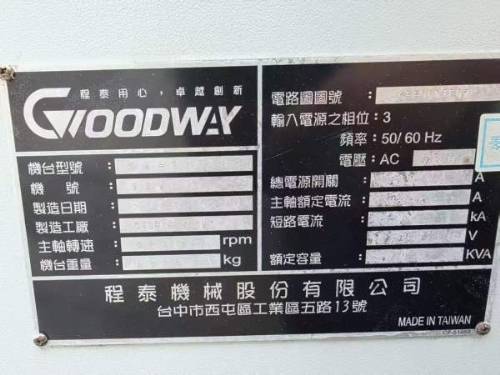 程泰用心，卓越創新
GOODWAY
機台型號：
機 號：
製造日期：
製造工廠：
主軸轉速： rpm
機台重量： kg
電路圖圖號：
輸入電源之相位：3
頻率：50/60 Hz
電壓：AC
總電源開關： A
主軸額定電流： A
短路電流： kA
V
額定容量： KVA
程泰機械股份有限公司
台中市西屯區工業區五路13號
MADE IN TAIWAN